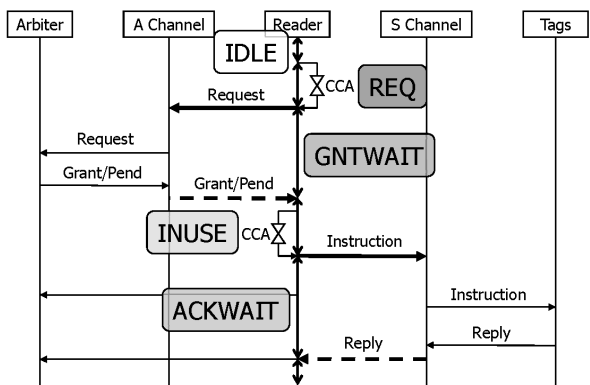 Arbiter
A Channel
Reader
S Channel
Tags
IDLE
CCA
REQ
Request
GNTWAIT
Request
Grant/Pend
Grant/Pend
INUSE
CCA
Instruction
ACKWAIT
Instruction
Reply
Reply